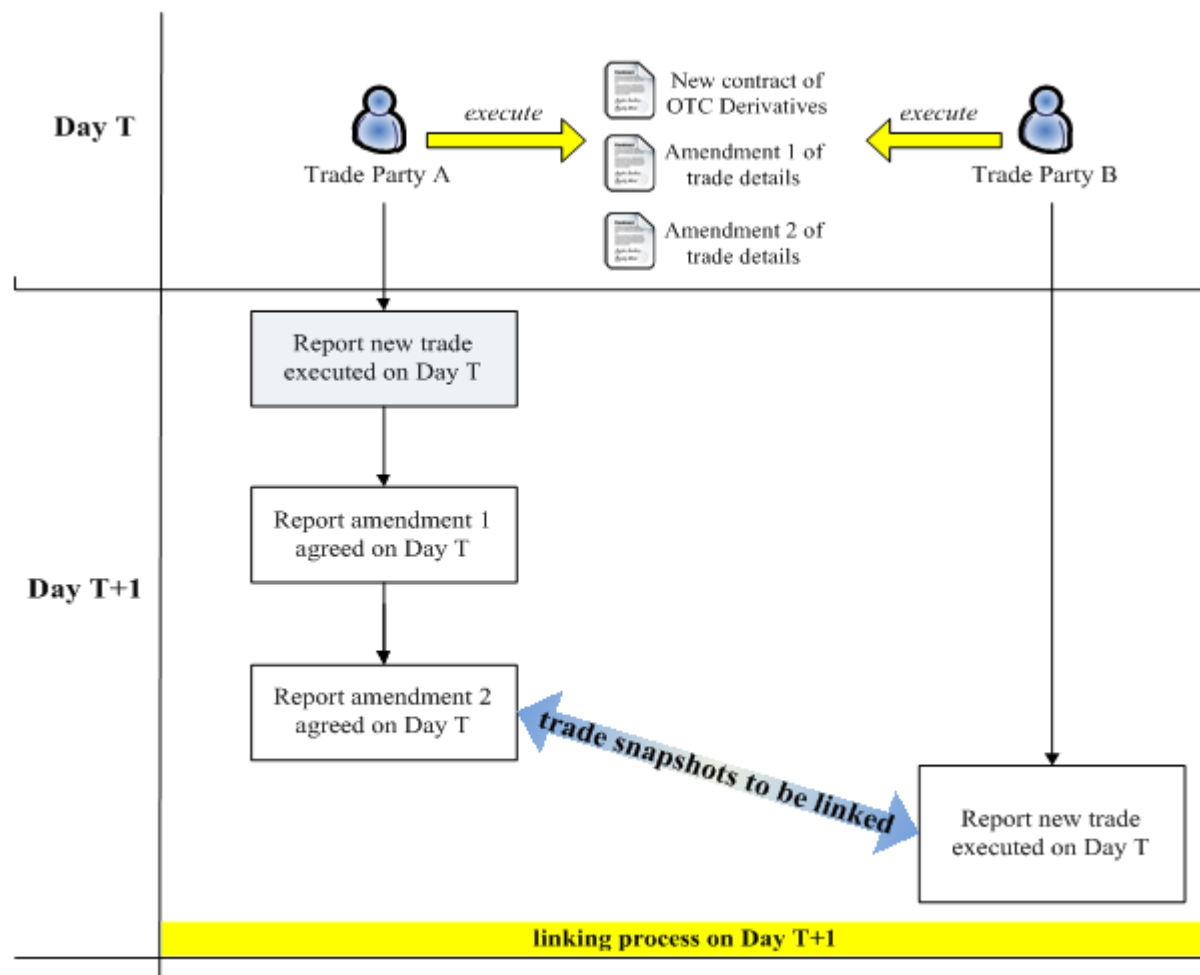 Day T
execute
New contract of
OTC Derivatives
Amendment 1 of
trade details
Amendment 2 of
trade details
execute
Trade Party A
Trade Party B
Report new trade
executed on Day T
Day T+1
Report amendment 1
agreed on Day T
Report amendment 2
agreed on Day T
trade snapshots to be linked
Report new trade
executed on Day T
linking process on Day T+1